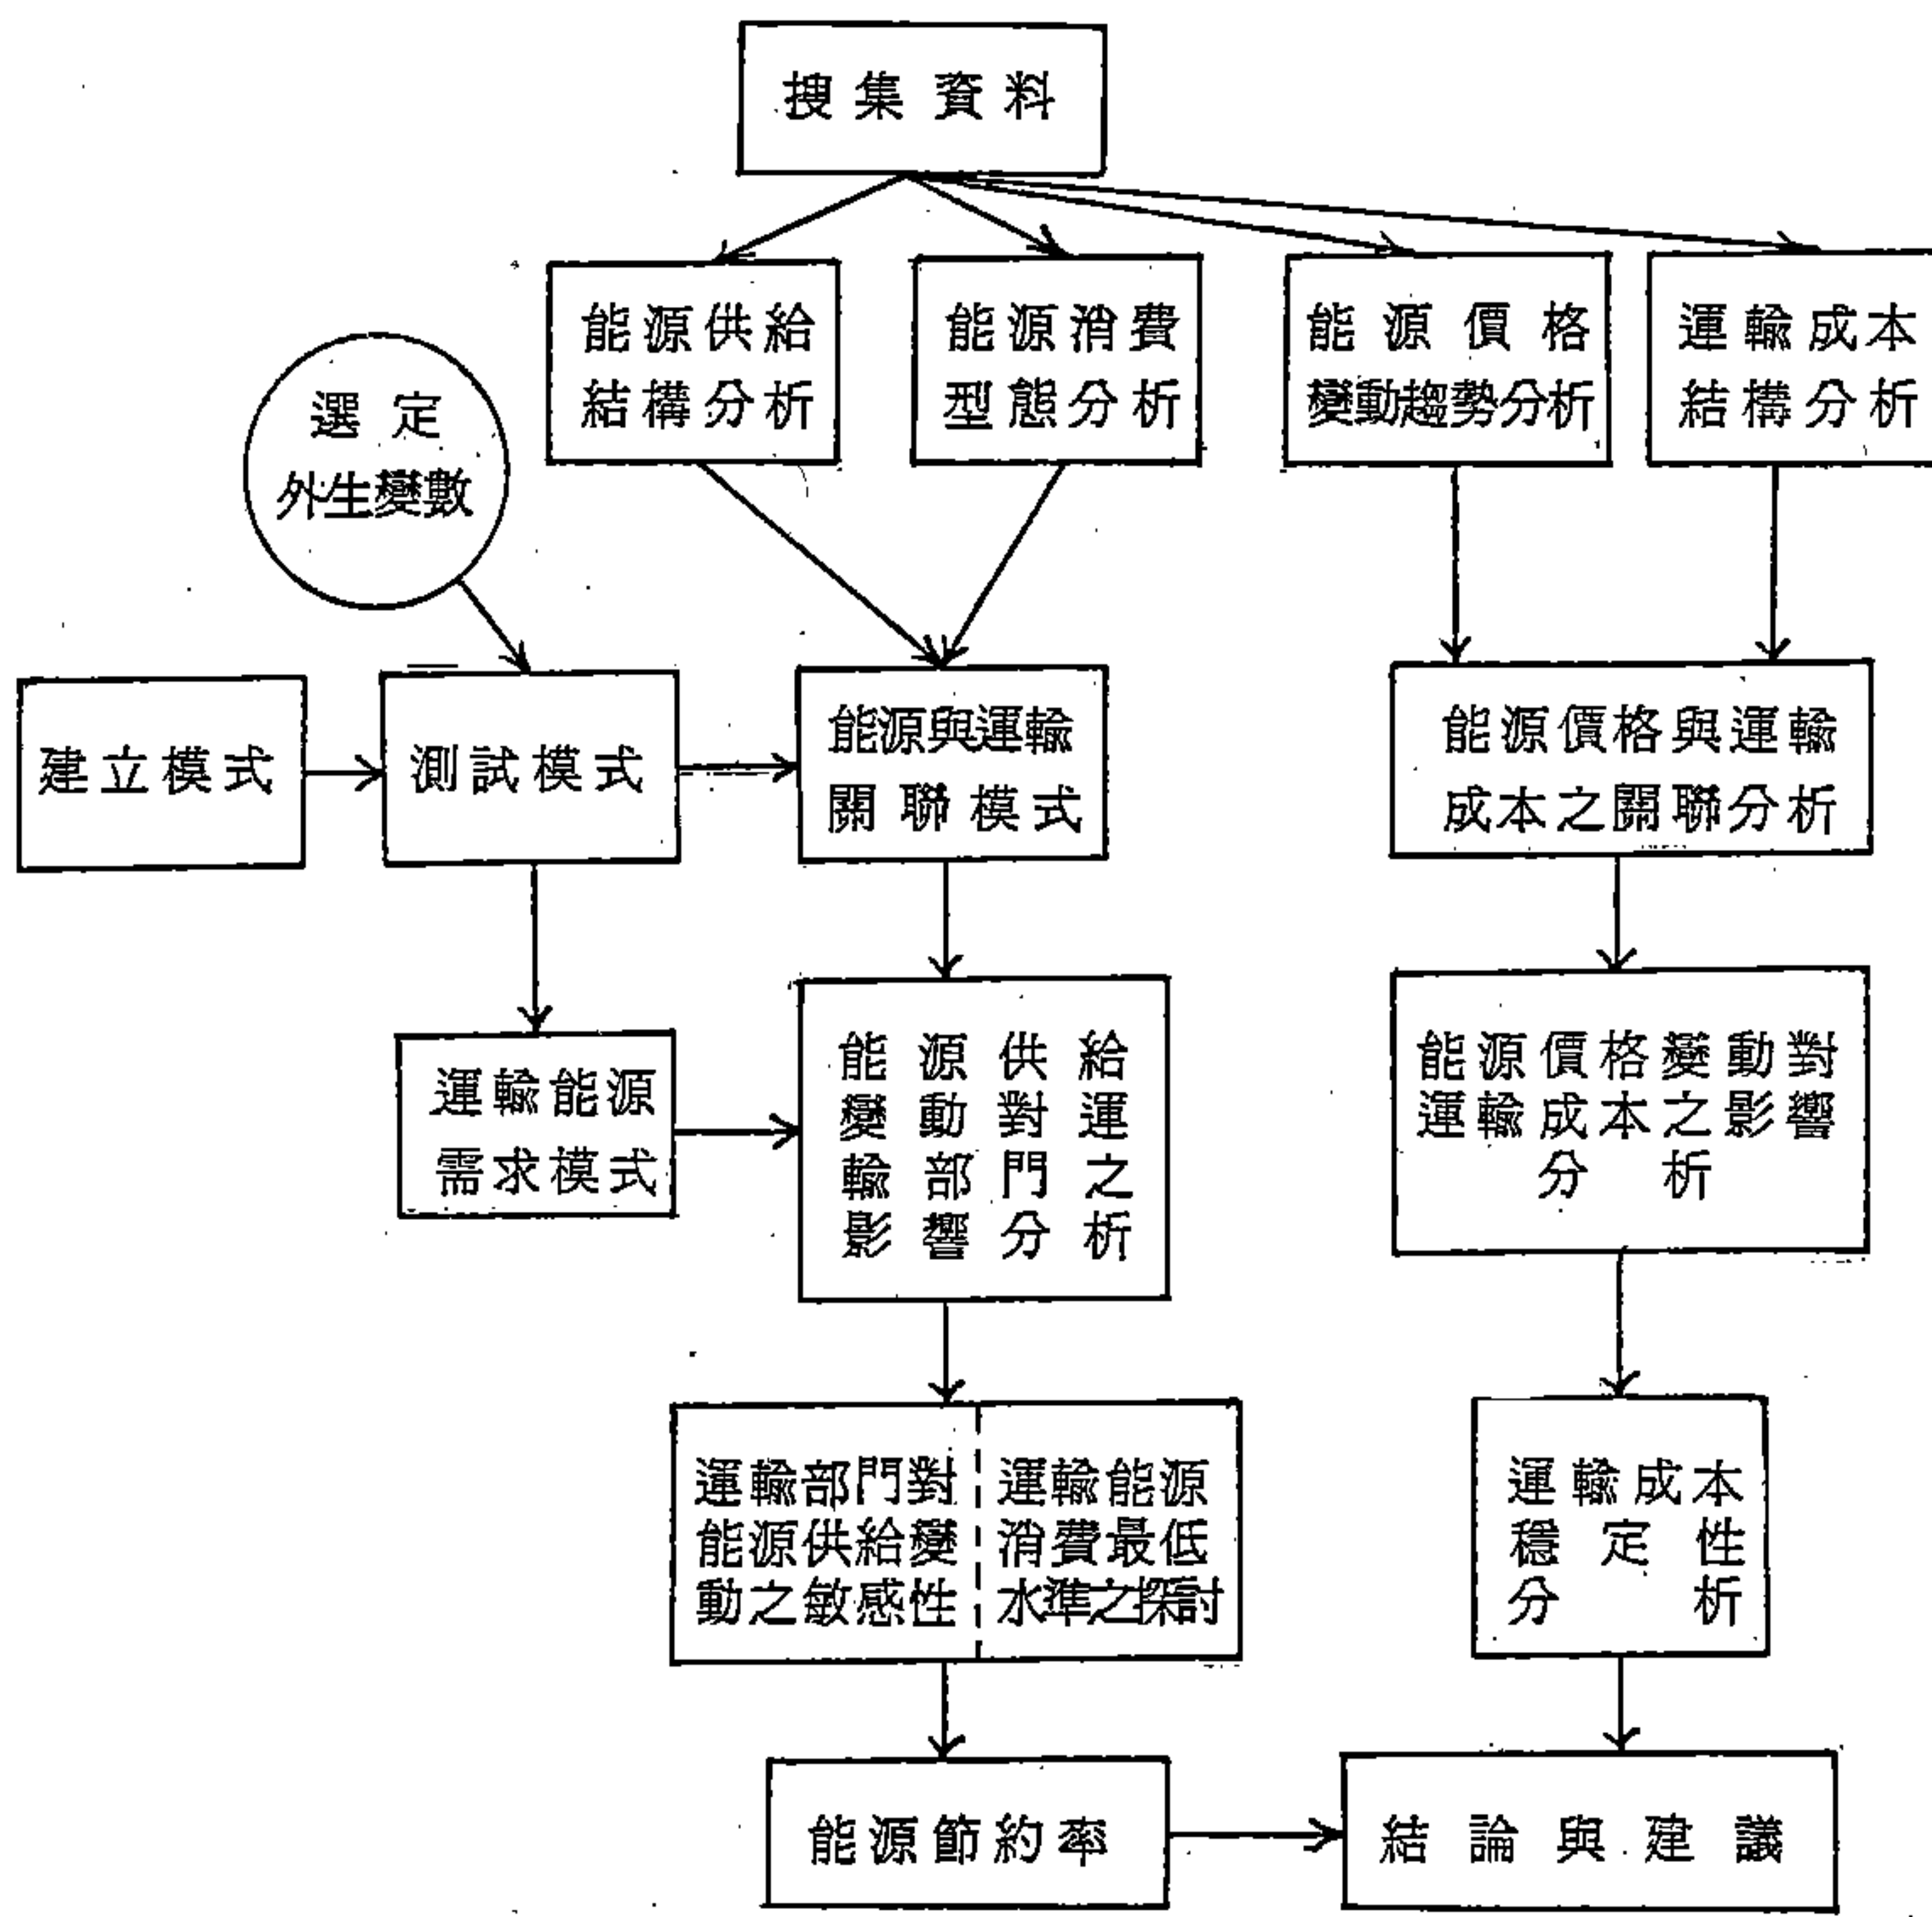 搜集資料
能源供給
結構分析
能源消費
型態分析
能源價格
變動趨勢分析
運輸成本
結構分析
選定
外生變數
建立模式
測試模式
能源與運輸
關聯模式
能源價格與運輸
成本之關聯分析
運輸能源
需求模式
能源供給
變動對運
輸部門之
影響分析
能源價格變動對
運輸成本之影響
分析
運輸部門對
能源供給變
動之敏感性
運輸能源
消費最低
水準之探討
運輸成本
穩定性
分析
能源節約率
結論與建議